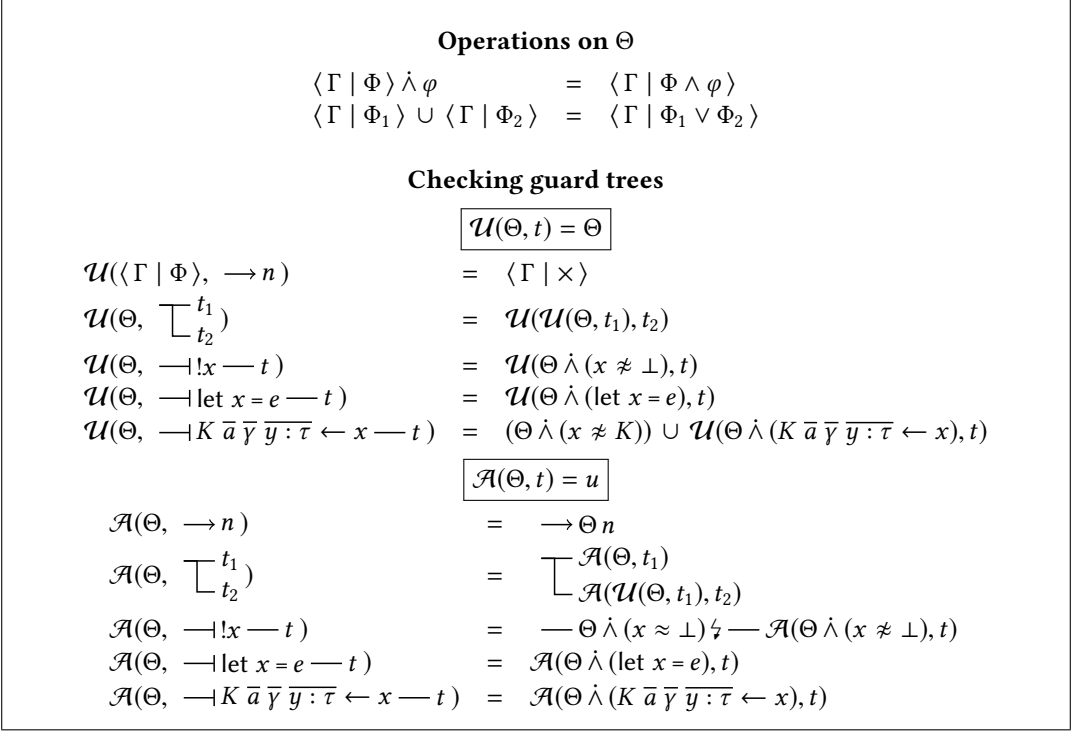 Operations on Θ
⟨ Γ | Φ ⟩ ∧̇ φ = ⟨ Γ | Φ ∧ φ ⟩
⟨ Γ | Φ₁ ⟩ ∪ ⟨ Γ | Φ₂ ⟩ = ⟨ Γ | Φ₁ ∨ Φ₂ ⟩
Checking guard trees
𝒰(Θ, t) = Θ
𝒰(⟨ Γ | Φ ⟩, ⟶ n ) = ⟨ Γ | × ⟩
𝒰(Θ, ┬ t₁ └ t₂ ) = 𝒰(𝒰(Θ, t₁), t₂)
𝒰(Θ, ─┤ !x ── t ) = 𝒰(Θ ∧̇ (x ≉ ⊥), t)
𝒰(Θ, ─┤ let x = e ── t ) = 𝒰(Θ ∧̇ (let x = e), t)
𝒰(Θ, ─┤ K a̅ γ̅ y̅ ̅:̅ ̅τ̅ ← x ── t ) = (Θ ∧̇ (x ≉ K)) ∪ 𝒰(Θ ∧̇ (K a̅ γ̅ y̅ ̅:̅ ̅τ̅ ← x), t)
𝒜(Θ, t) = u
𝒜(Θ, ⟶ n ) = ⟶ Θ n
𝒜(Θ, ┬ t₁ └ t₂ ) = ┬ 𝒜(Θ, t₁) └ 𝒜(𝒰(Θ, t₁), t₂)
𝒜(Θ, ─┤ !x ── t ) = ── Θ ∧̇ (x ≈ ⊥) ↯ ── 𝒜(Θ ∧̇ (x ≉ ⊥), t)
𝒜(Θ, ─┤ let x = e ── t ) = 𝒜(Θ ∧̇ (let x = e), t)
𝒜(Θ, ─┤ K a̅ γ̅ y̅ ̅:̅ ̅τ̅ ← x ── t ) = 𝒜(Θ ∧̇ (K a̅ γ̅ y̅ ̅:̅ ̅τ̅ ← x), t)